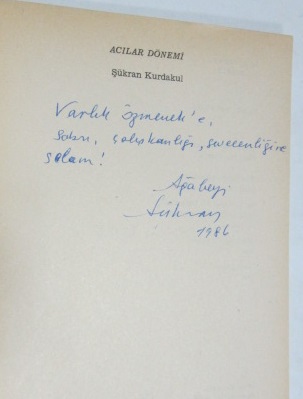 ACILAR DÖNEMİ
Şükran Kurdakul
Varlık Özmenek'e,
sabrı, çalışkanlığı, sevecenliğine
selam!
Ağabeyi
Şükran
1986